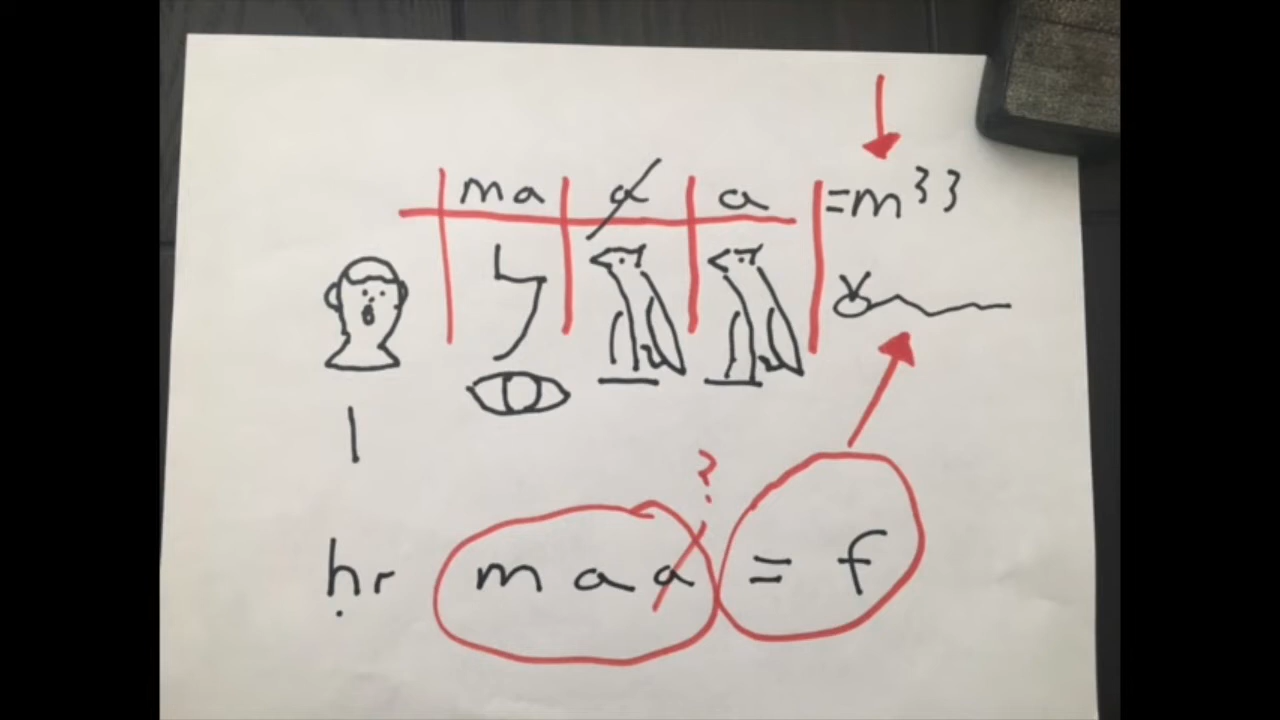 ma a a =m33
?
ḥr maa = f